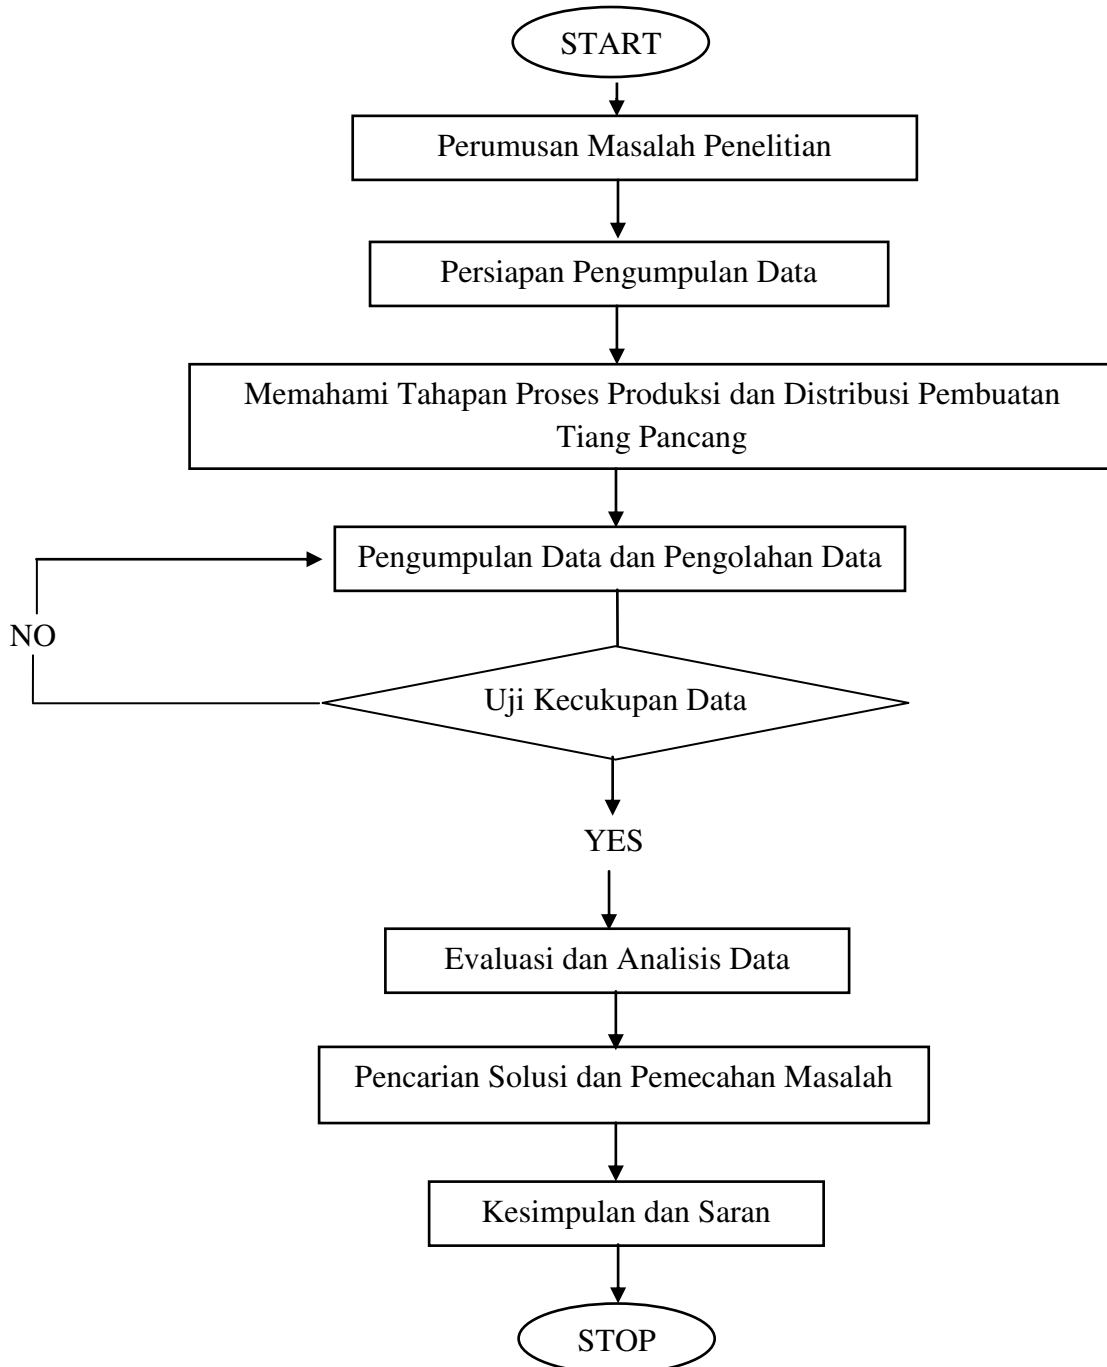 START
Perumusan Masalah Penelitian
Persiapan Pengumpulan Data
Memahami Tahapan Proses Produksi dan Distribusi Pembuatan
Tiang Pancang
Pengumpulan Data dan Pengolahan Data
NO
Uji Kecukupan Data
YES
Evaluasi dan Analisis Data
Pencarian Solusi dan Pemecahan Masalah
Kesimpulan dan Saran
STOP